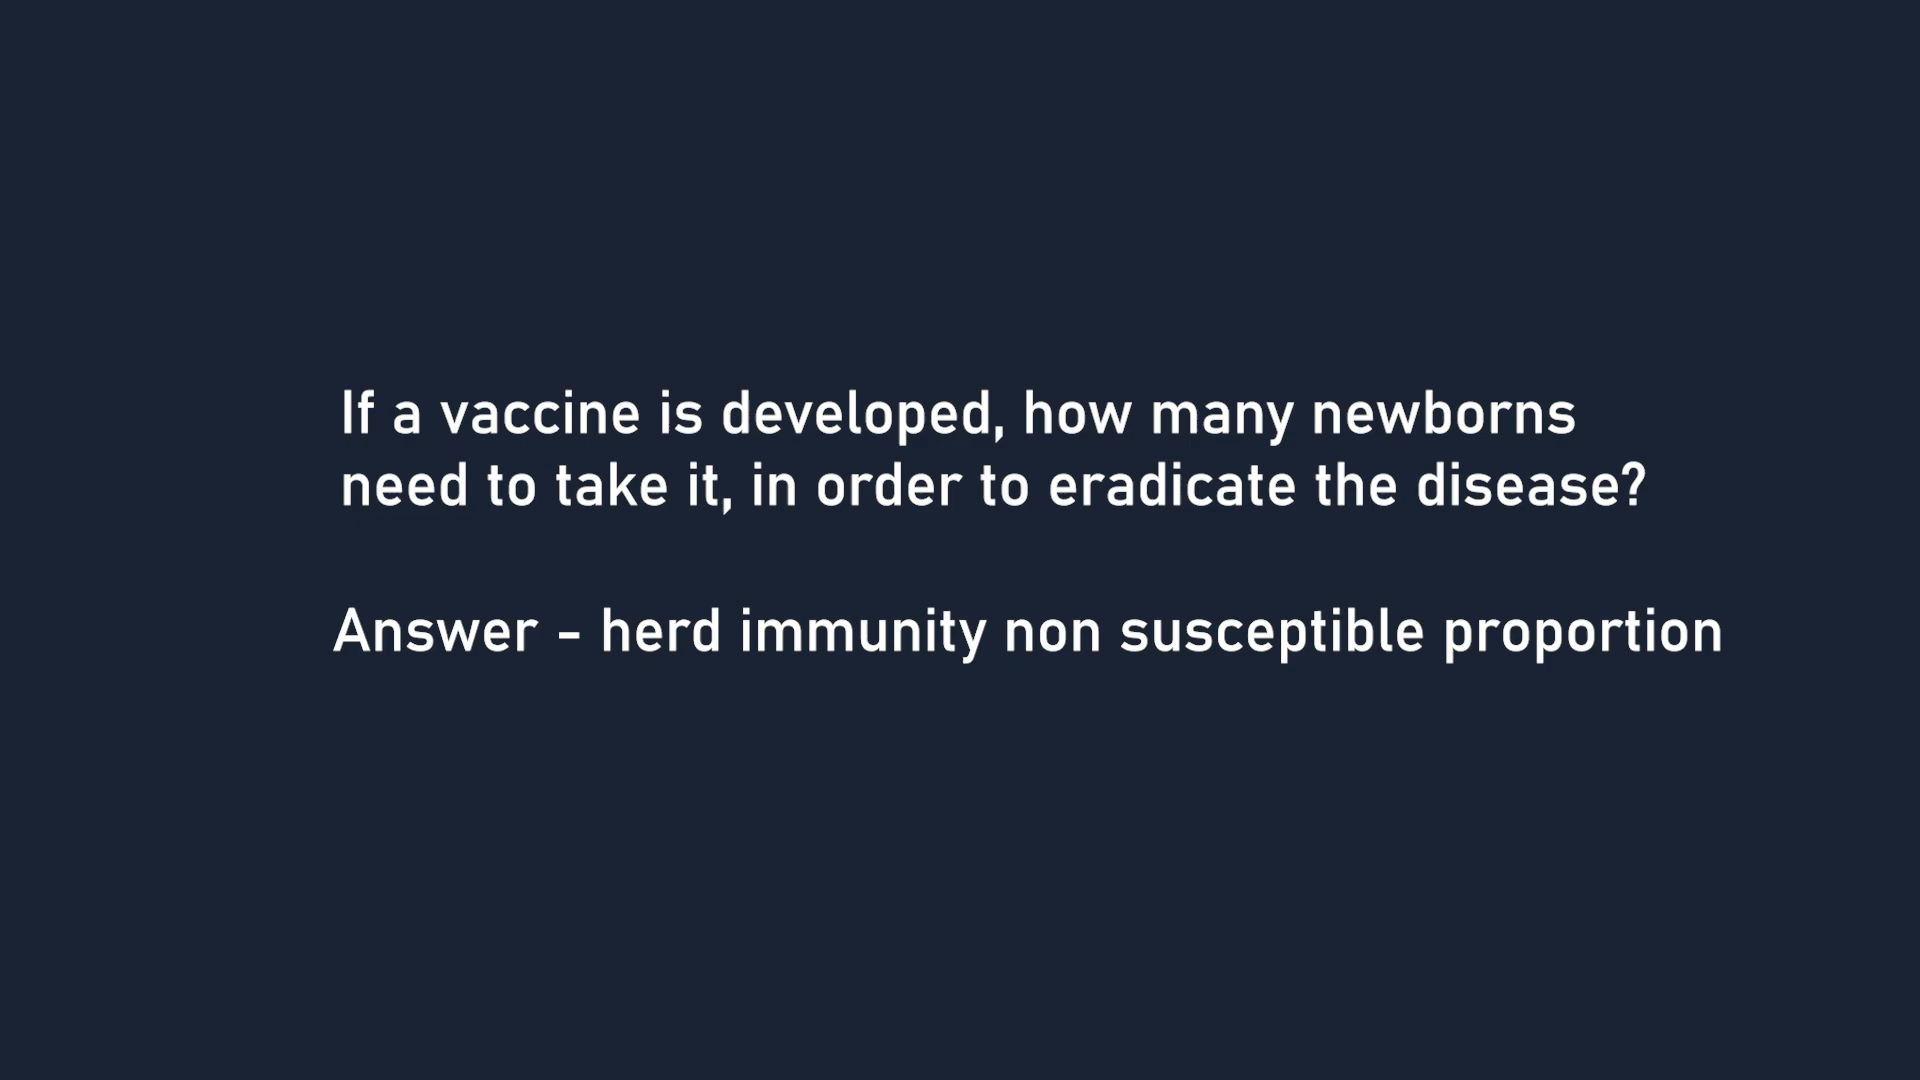 If a vaccine is developed, how many newborns
need to take it, in order to eradicate the disease?
Answer - herd immunity non susceptible proportion